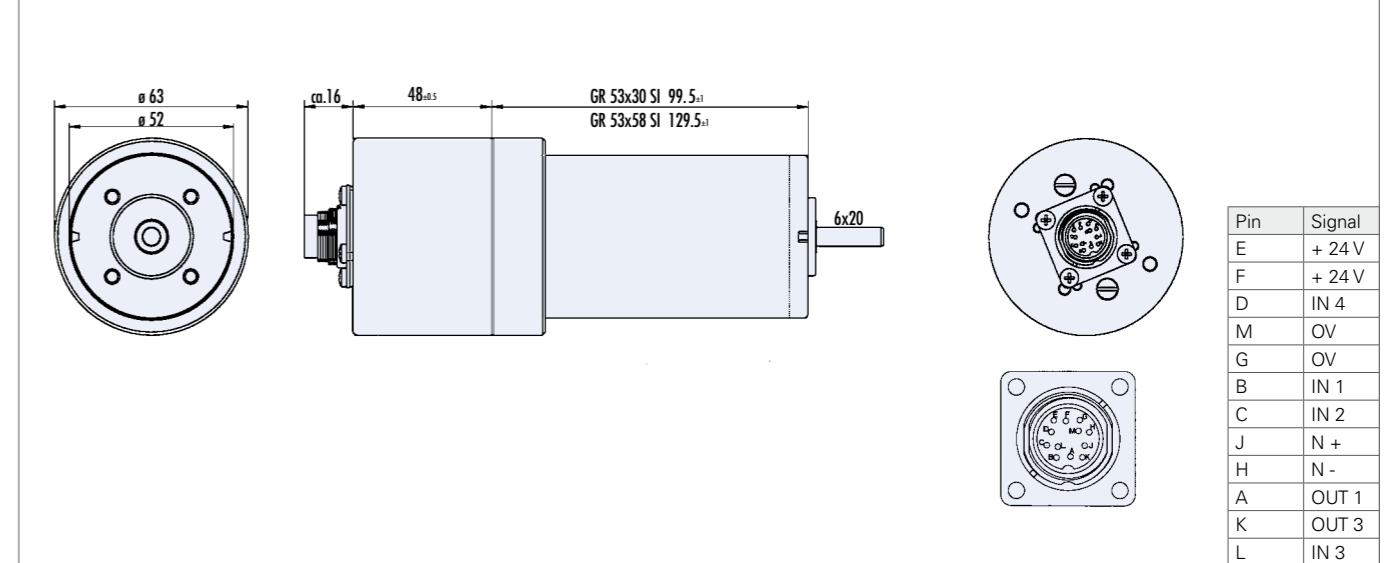 ø 63
ø 52
ca.16
48±0.5
GR 53x30 SI 99.5±1
GR 53x58 SI 129.5±1
6x20
E F G
D M H
C L J
B A K
Pin Signal
E + 24 V
F + 24 V
D IN 4
M OV
G OV
B IN 1
C IN 2
J N +
H N -
A OUT 1
K OUT 3
L IN 3